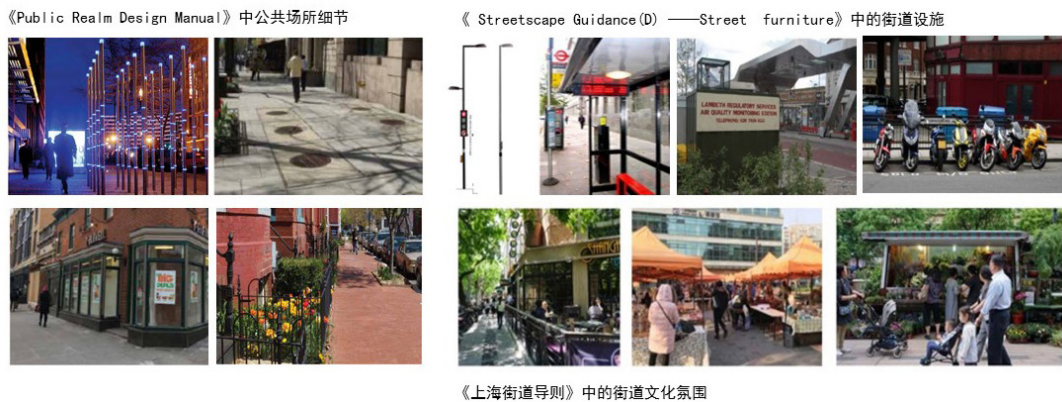 《Public Realm Design Manual》中公共场所细节
《 Streetscape Guidance(D) ——Street furniture》中的街道设施
LAMBETH REGULATORY SERVICES
AIR QUALITY MONITORING STATION
《上海街道导则》中的街道文化氛围